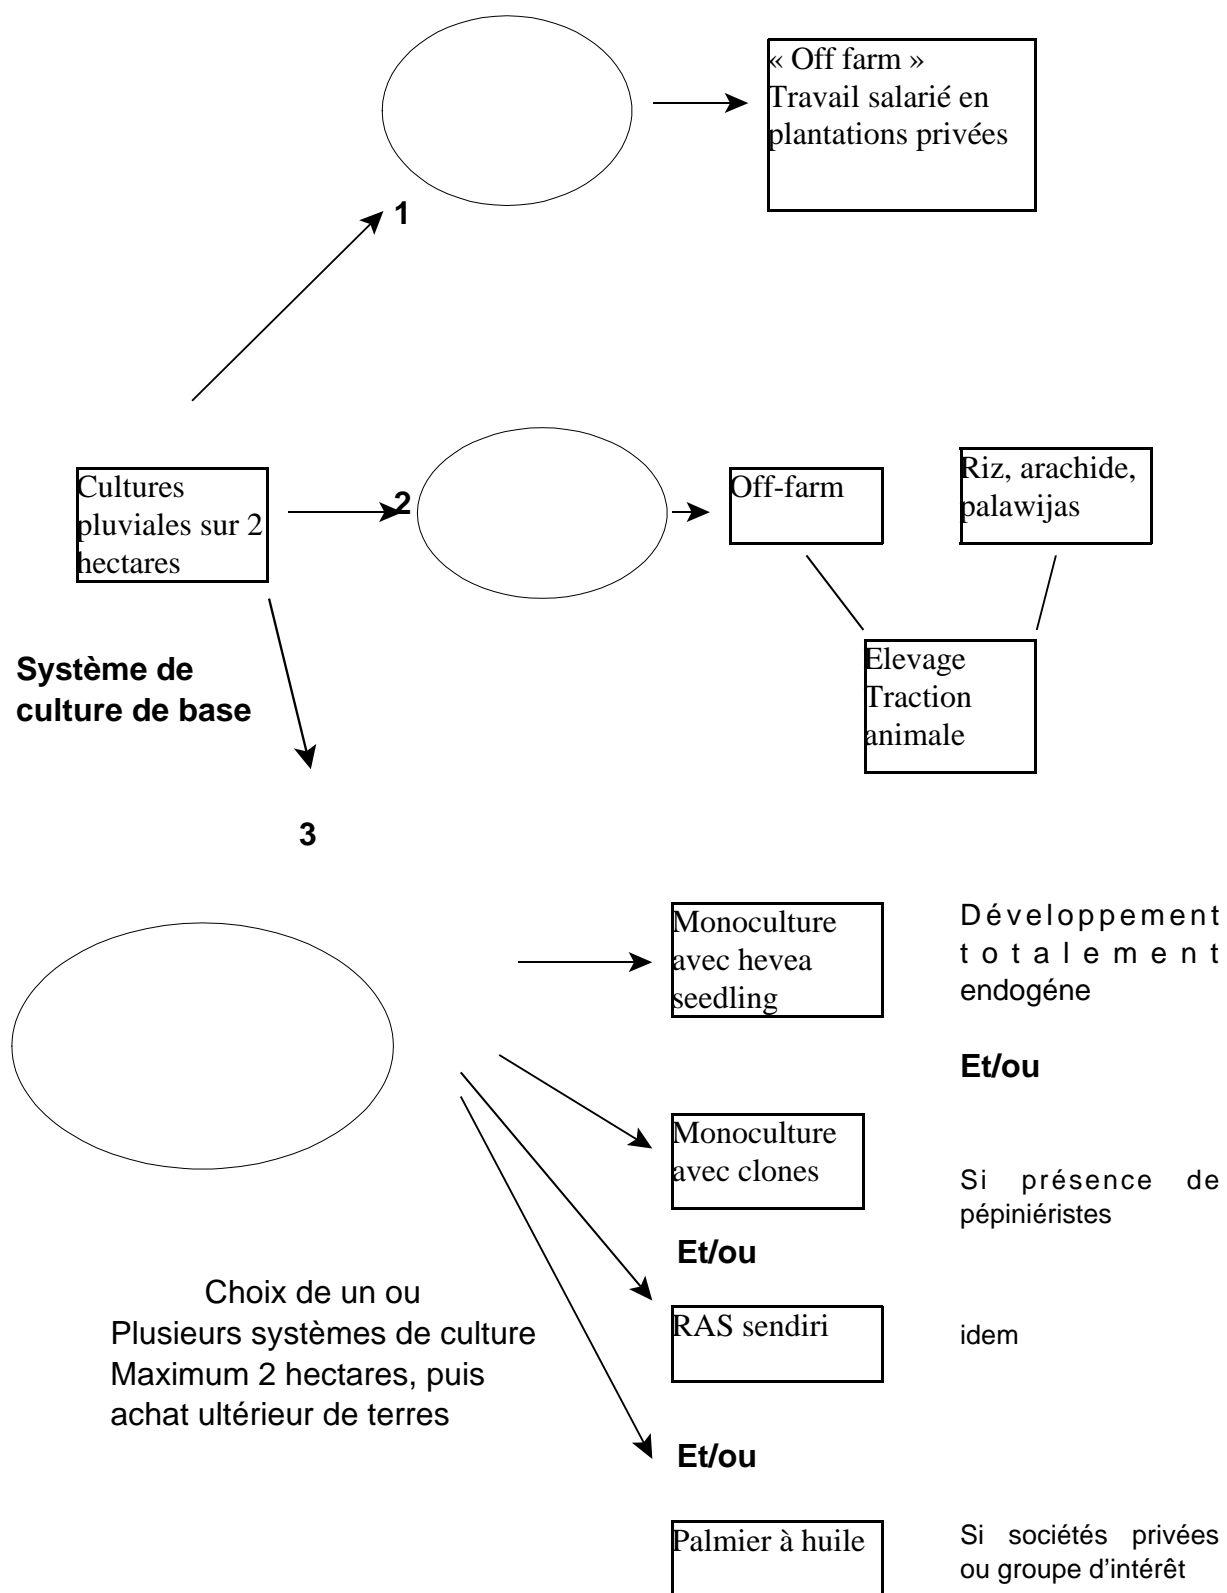 « Off farm »
Travail salarié en
plantations privées
1
Cultures
pluviales sur 2
hectares
2
Off-farm
Riz, arachide,
palawijas
Elevage
Traction
animale
Système de
culture de base
3
Monoculture
avec hevea
seedling
Développement
totalement
endogéne
Et/ou
Monoculture
avec clones
Si présence de
pépiniéristes
Et/ou
Choix de un ou
Plusieurs systèmes de culture
Maximum 2 hectares, puis
achat ultérieur de terres
RAS sendiri
idem
Et/ou
Palmier à huile
Si sociétés privées
ou groupe d'intérêt